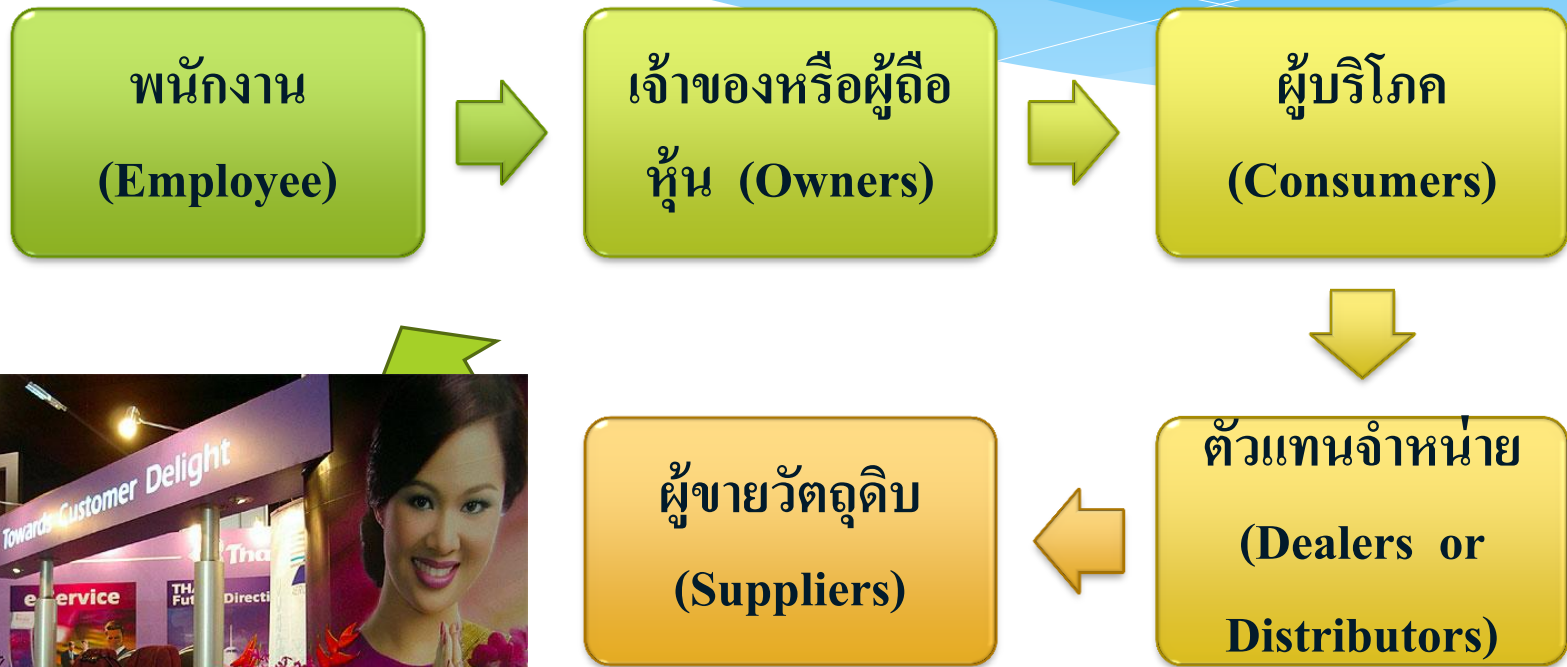 พนักงาน
(Employee)
เจ้าของหรือผู้ถือ
หุ้น (Owners)
ผู้บริโภค
(Consumers)
ตัวแทนจำหน่าย
(Dealers or
Distributors)
ผู้ขายวัตถุดิบ
(Suppliers)
Towards Customer Delight
Tha
e-service
Directi